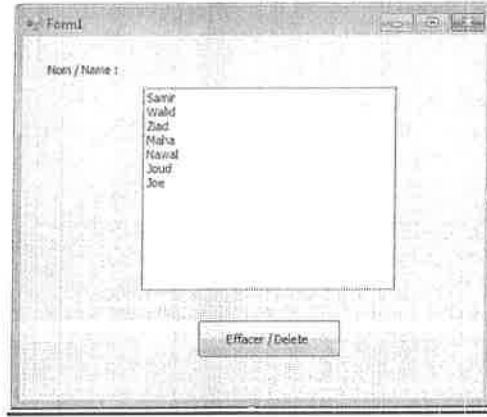 Form1
Nom / Name :
Samir
Walid
Ziad
Maha
Nawal
Joud
Joe
Effacer / Delete